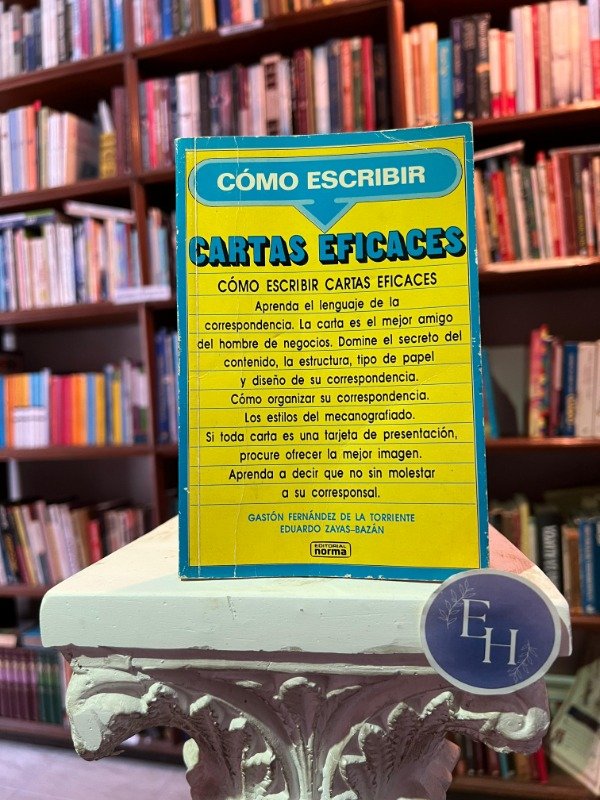 CÓMO ESCRIBIR
CARTAS EFICACES
CÓMO ESCRIBIR CARTAS EFICACES
Aprenda el lenguaje de la
correspondencia. La carta es el mejor amigo
del hombre de negocios. Domine el secreto del
contenido, la estructura, tipo de papel
y diseño de su correspondencia.
Cómo organizar su correspondencia.
Los estilos del mecanografiado.
Si toda carta es una tarjeta de presentación,
procure ofrecer la mejor imagen.
Aprenda a decir que no sin molestar
a su corresponsal.
GASTÓN FERNÁNDEZ DE LA TORRIENTE
EDUARDO ZAYAS-BAZÁN
EDITORIAL
norma
E
H